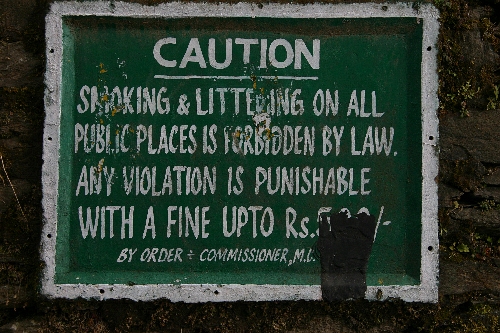 CAUTION
SMOKING & LITTERING ON ALL
PUBLIC PLACES IS FORBIDDEN BY LAW.
ANY VIOLATION IS PUNISHABLE
WITH A FINE UPTO Rs. /-
BY ORDER : COMMISSIONER, M.C.